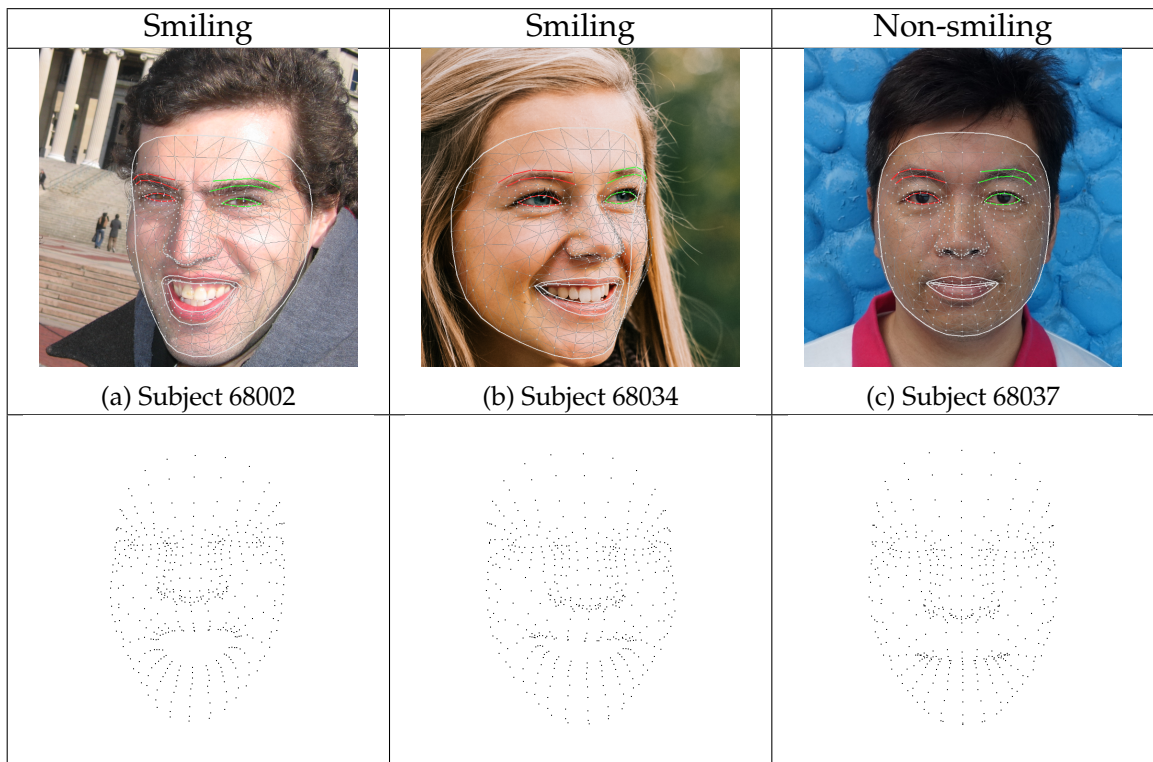 Smiling
Smiling
Non-smiling
(a) Subject 68002
(b) Subject 68034
(c) Subject 68037